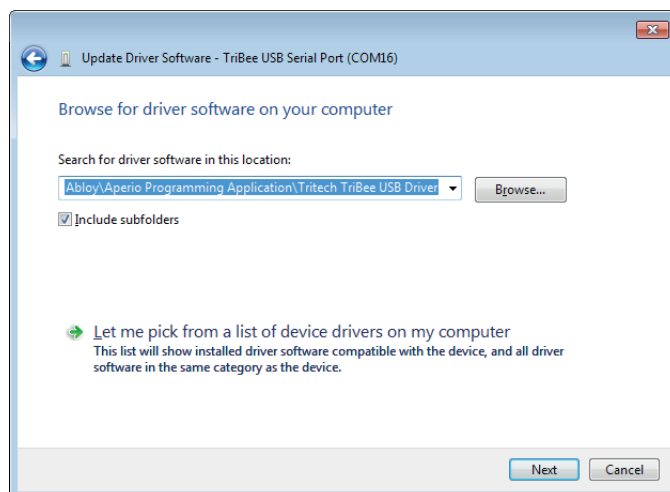 Update Driver Software - TriBee USB Serial Port (COM16)
Browse for driver software on your computer
Search for driver software in this location:
Abloy\Aperio Programming Application\Tritech TriBee USB Driver
Browse...
Include subfolders
Let me pick from a list of device drivers on my computer
This list will show installed driver software compatible with the device, and all driver
software in the same category as the device.
Next Cancel